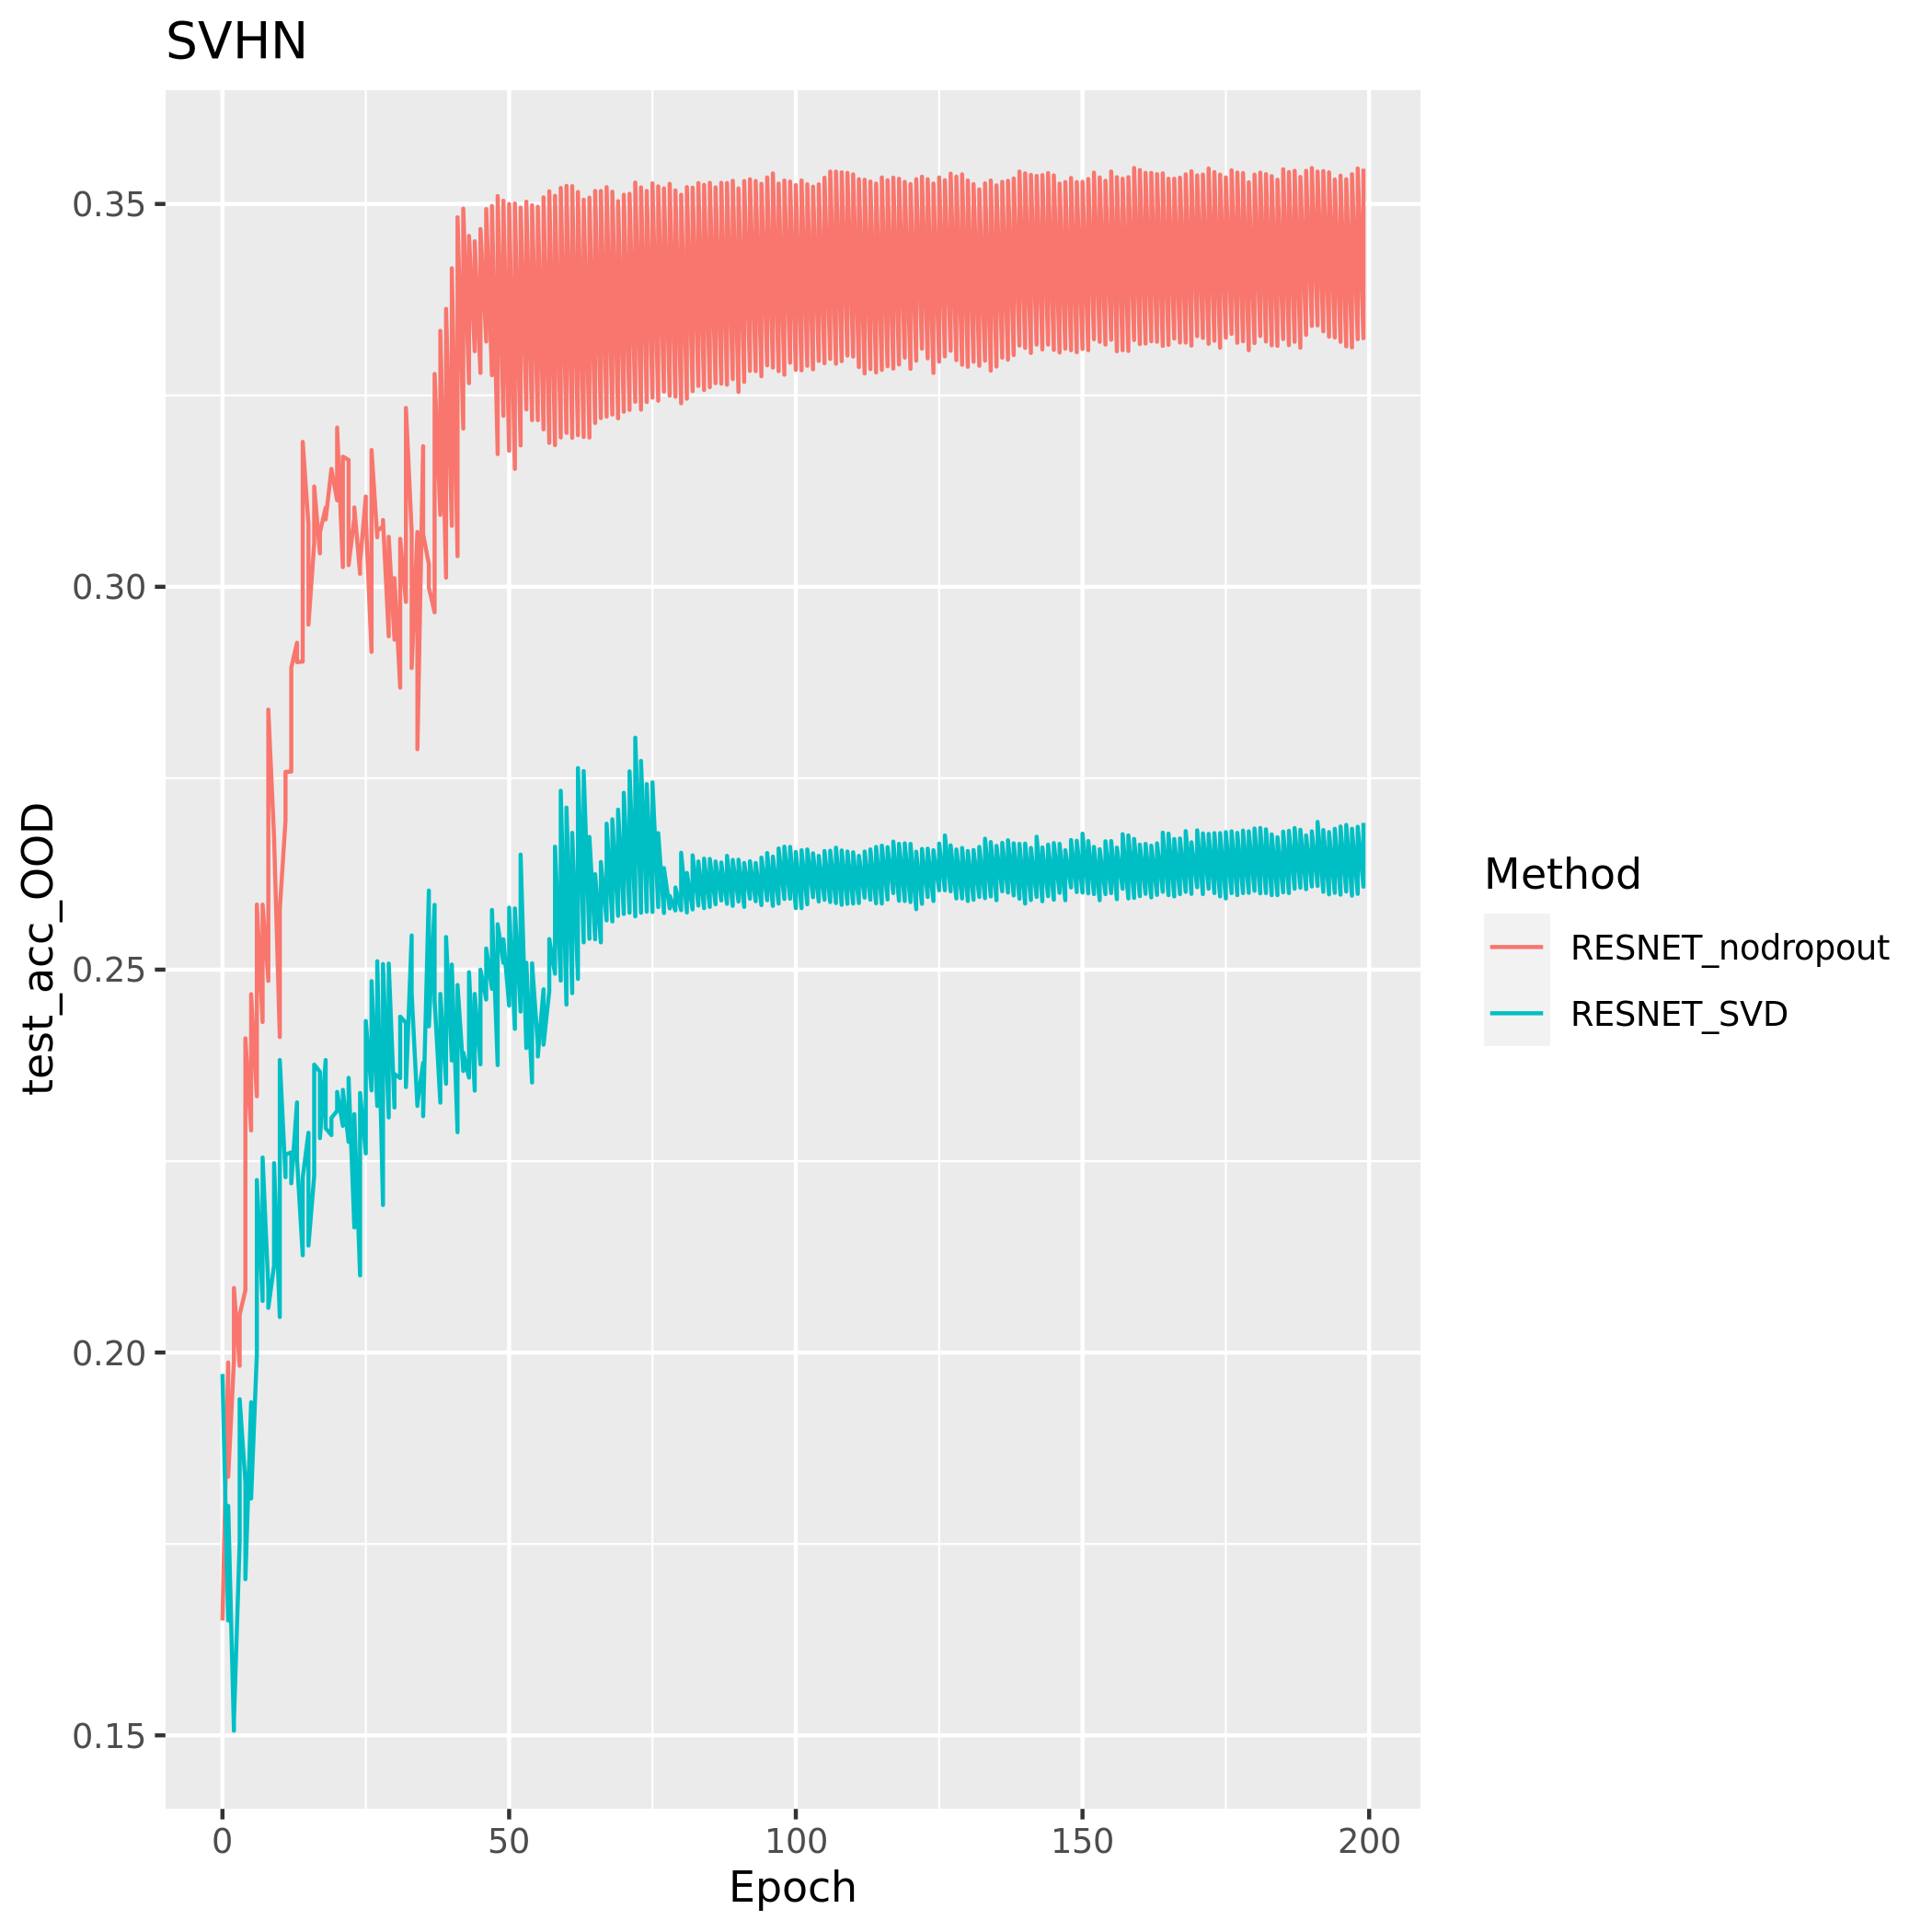 SVHN
test_acc_OOD
0.35
0.30
0.25
0.20
0.15
0
50
100
150
200
Epoch
Method
RESNET_nodropout
RESNET_SVD